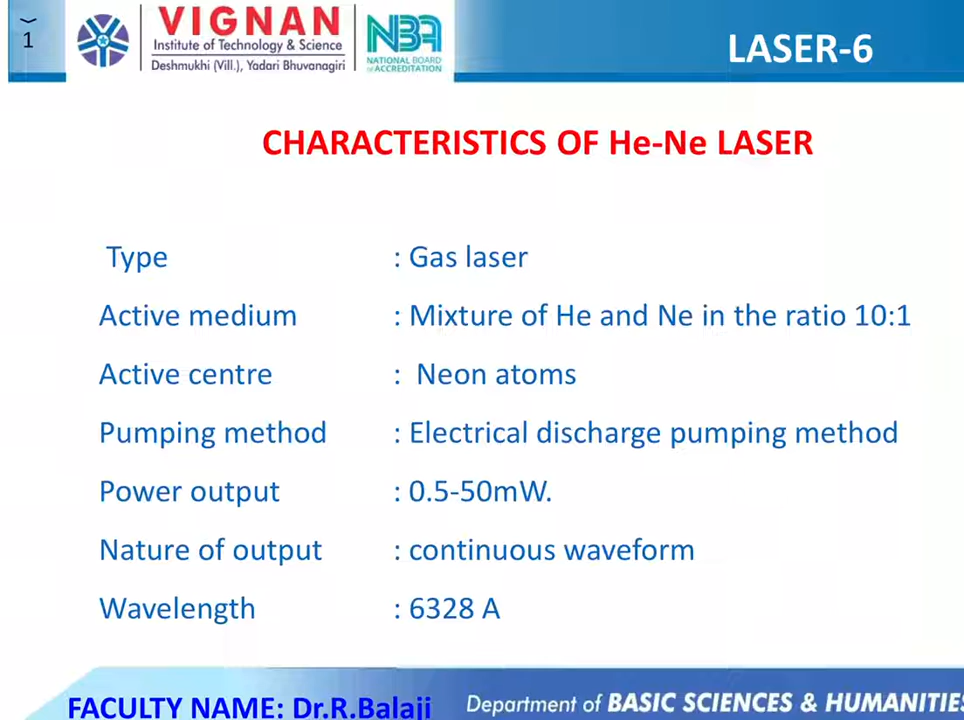 1
VIGNAN
Institute of Technology & Science
Deshmukhi (Vill.), Yadari Bhuvanagiri
NBA
NATIONAL BOARD
of ACCREDITATION
LASER-6
CHARACTERISTICS OF He-Ne LASER
Type : Gas laser
Active medium : Mixture of He and Ne in the ratio 10:1
Active centre : Neon atoms
Pumping method : Electrical discharge pumping method
Power output : 0.5-50mW.
Nature of output : continuous waveform
Wavelength : 6328 A
FACULTY NAME: Dr.R.Balaji
Department of BASIC SCIENCES & HUMANITIES